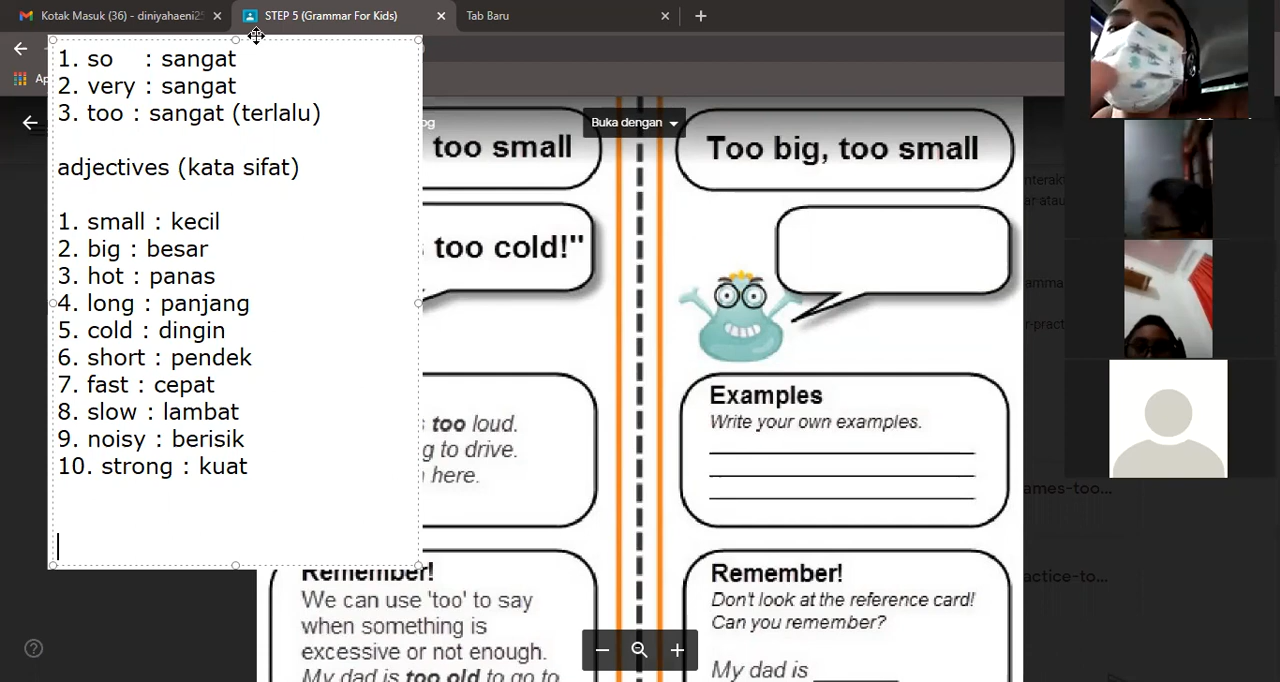 Kotak Masuk (36) - diniyahaeni25
STEP 5 (Grammar For Kids)
Tab Baru
1. so : sangat
2. very : sangat
3. too : sangat (terlalu)
adjectives (kata sifat)
1. small : kecil
2. big : besar
3. hot : panas
4. long : panjang
5. cold : dingin
6. short : pendek
7. fast : cepat
8. slow : lambat
9. noisy : berisik
10. strong : kuat
Buka dengan
too small
too cold!"
too loud.
g to drive.
here.
Remember!
We can use 'too' to say
when something is
excessive or not enough.
My dad is too old to go to
Too big, too small
Examples
Write your own examples.
Remember!
Don't look at the reference card!
Can you remember?
My dad is ________